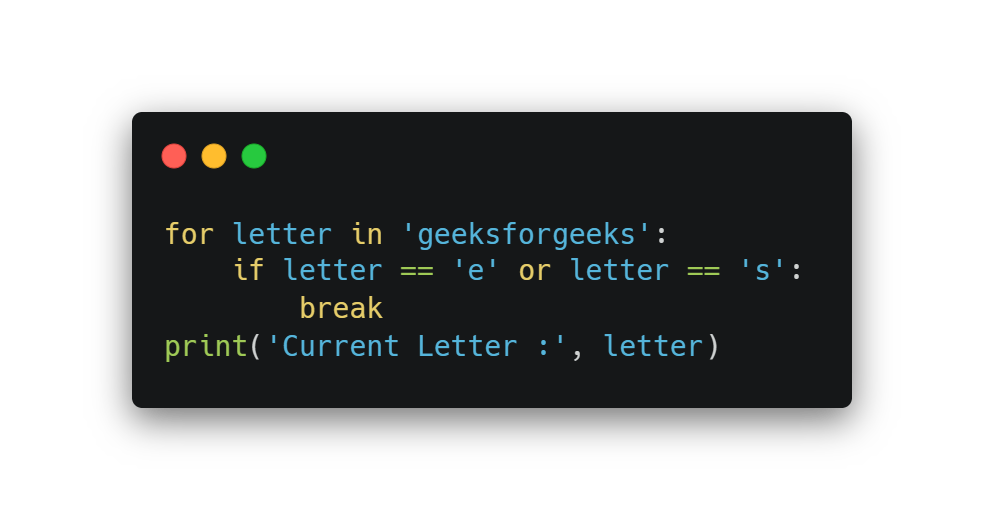 for letter in 'geeksforgeeks':
    if letter == 'e' or letter == 's':
        break
print('Current Letter :', letter)